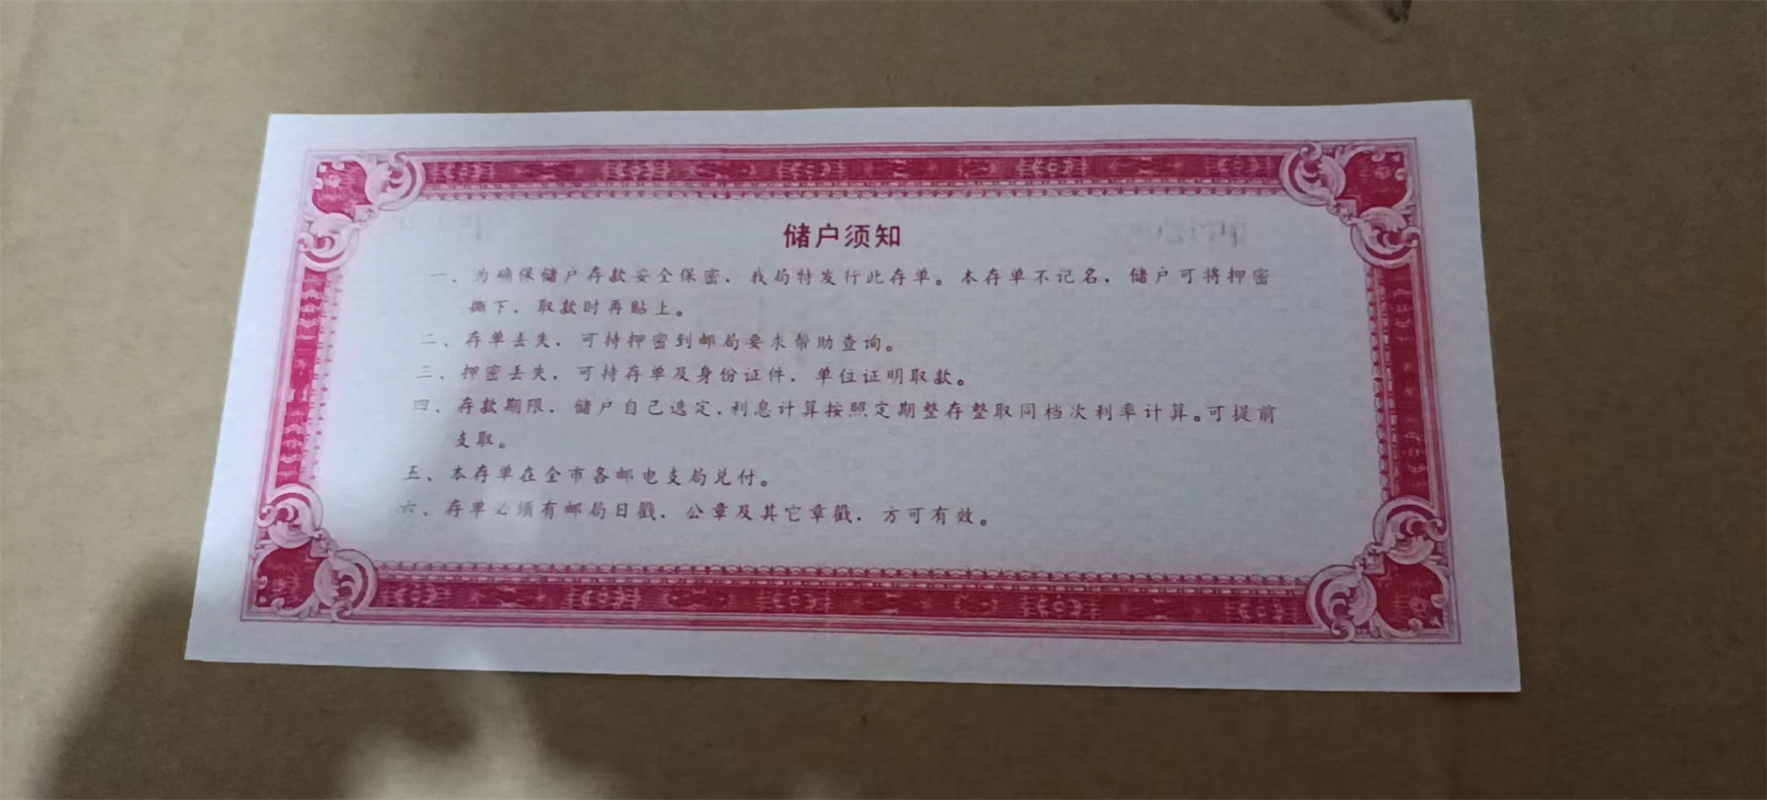 储户须知
一、为确保储户存款安全保密，我局特发行此存单。本存单不记名，储户可将押密
撕下，取款时再贴上。
二、存单丢失，可持押密到邮局要求帮助查询。
三、押密丢失，可持存单及身份证件，单位证明取款。
四、存款期限，储户自己选定，利息计算按照定期整存整取同档次利率计算。可提前
支取。
五、本存单在全市各邮电支局兑付。
六、存单必须有邮局日戳，公章及其它章戳，方可有效。